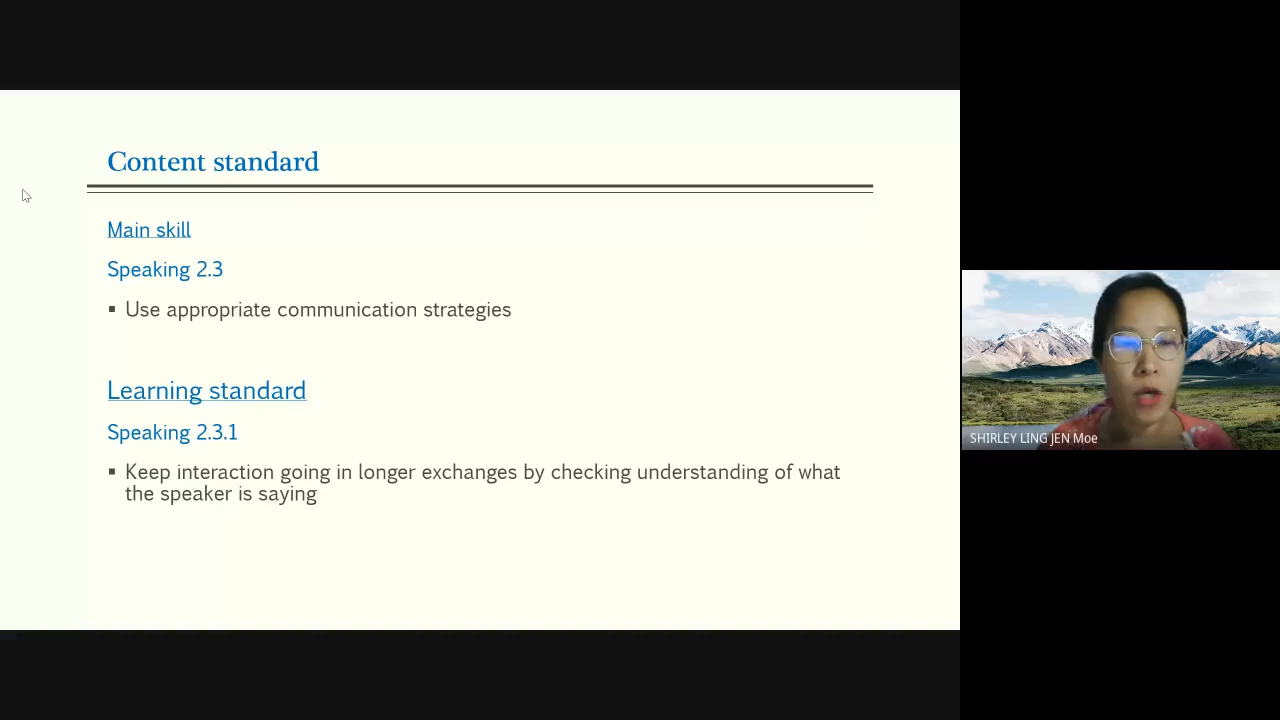 Content standard
Main skill
Speaking 2.3
▪ Use appropriate communication strategies
Learning standard
Speaking 2.3.1
▪ Keep interaction going in longer exchanges by checking understanding of what
the speaker is saying
SHIRLEY LING JEN Moe